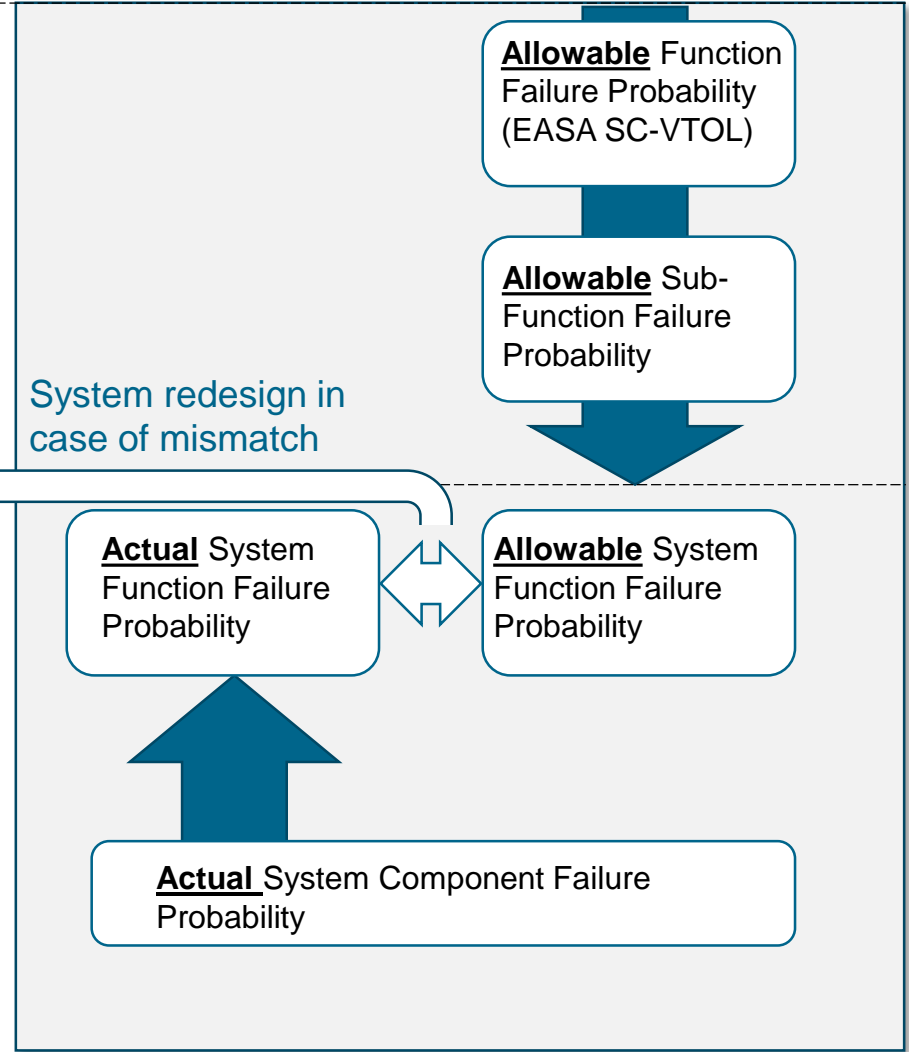 Allowable Function
Failure Probability
(EASA SC-VTOL)
Allowable Sub-
Function Failure
Probability
System redesign in
case of mismatch
Actual System
Function Failure
Probability
Allowable System
Function Failure
Probability
Actual System Component Failure
Probability